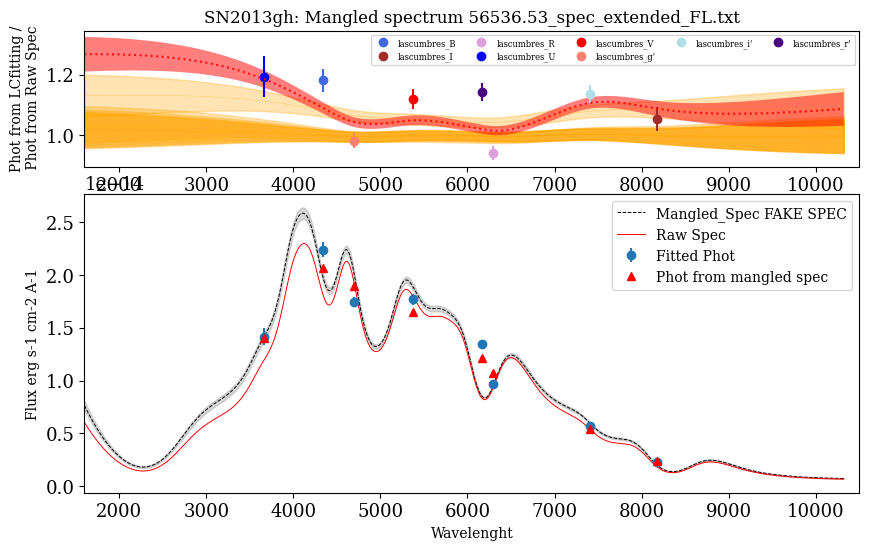 SN2013gh: Mangled spectrum 56536.53_spec_extended_FL.txt
Phot from LCfitting /
Phot from Raw Spec
1.2
1.0
lascumbres_B
lascumbres_R
lascumbres_V
lascumbres_i'
lascumbres_r'
lascumbres_I
lascumbres_U
lascumbres_g'
2000 3000 4000 5000 6000 7000 8000 9000 10000
1e−14
Flux erg s-1 cm-2 A-1
2.5
2.0
1.5
1.0
0.5
0.0
Mangled_Spec FAKE SPEC
Raw Spec
Fitted Phot
Phot from mangled spec
2000 3000 4000 5000 6000 7000 8000 9000 10000
Wavelenght